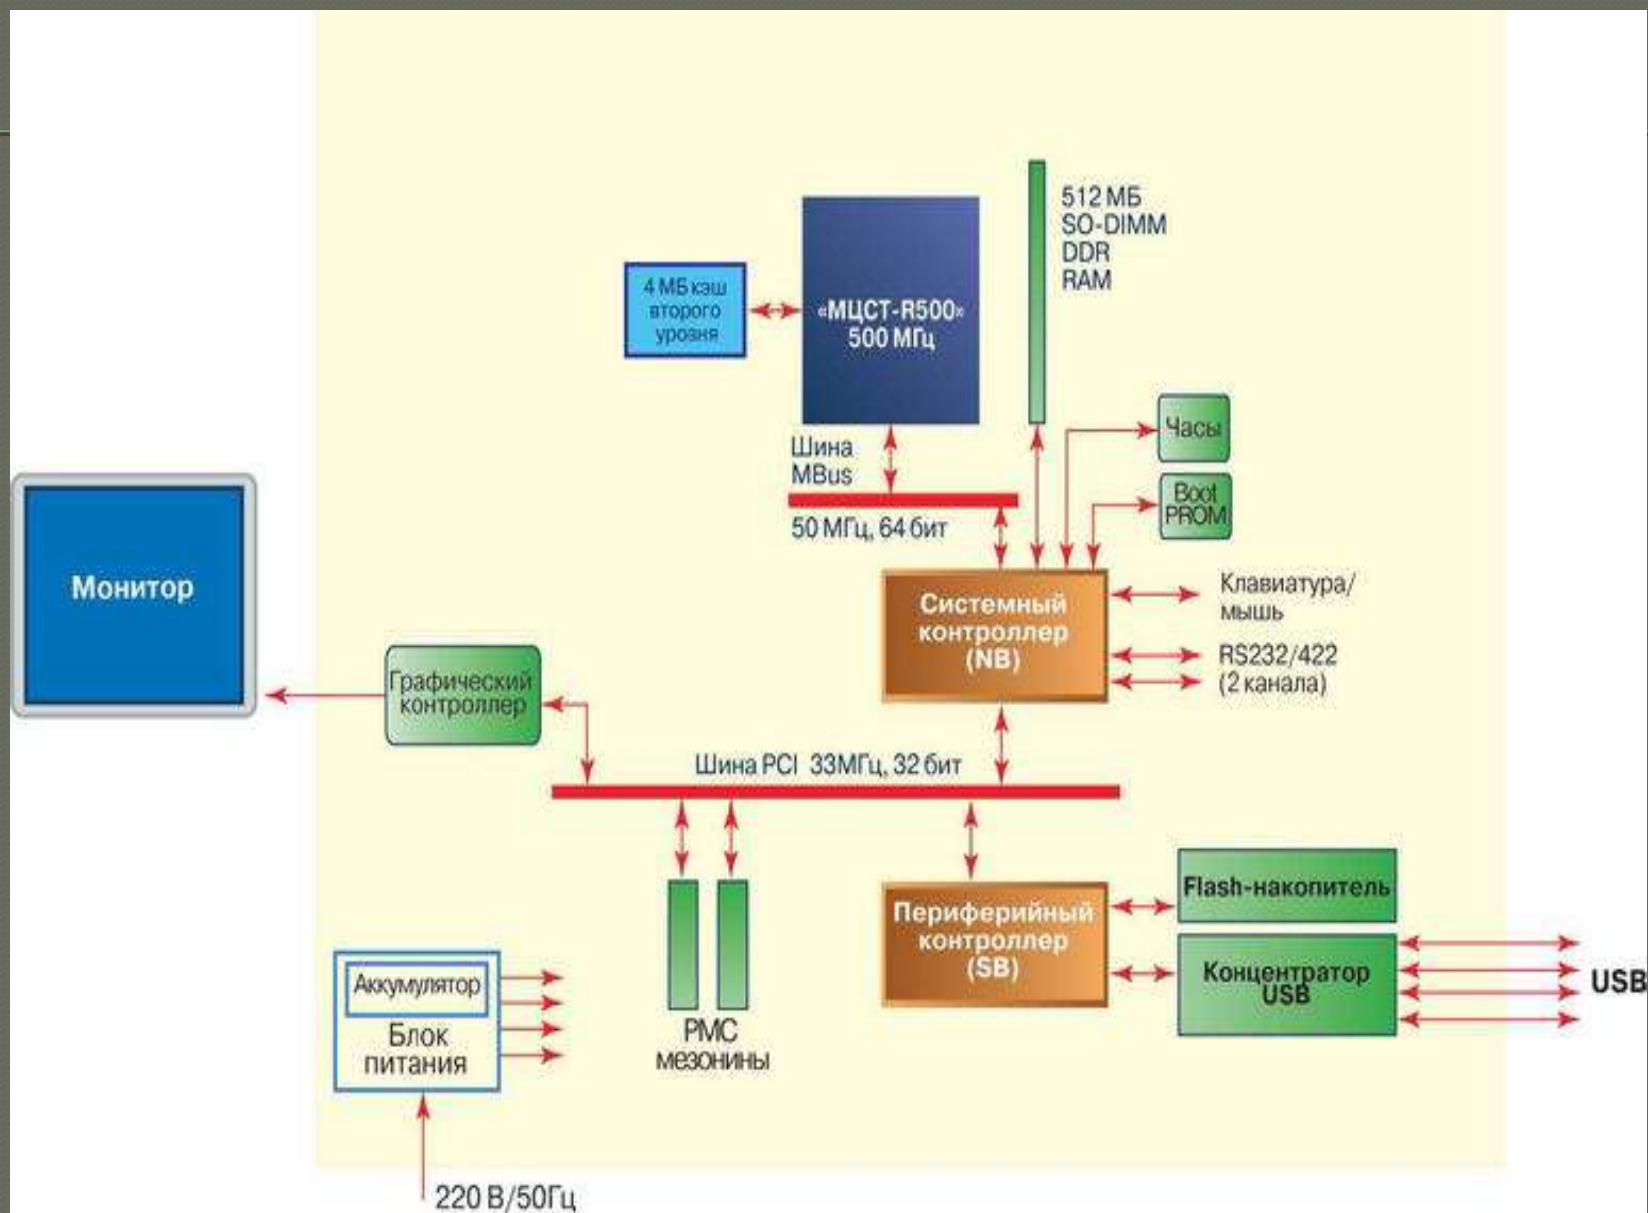 512 МБ
SO-DIMM
DDR
RAM
4 МБ кэш
второго
уровня
«МЦСТ-R500»
500 МГц
Часы
Шина
MBus
Boot
PROM
50 МГц, 64 бит
Монитор
Системный
контроллер
(NB)
Клавиатура/
мышь
RS232/422
(2 канала)
Графический
контроллер
Шина PCI 33МГц, 32 бит
Flash-накопитель
Периферийный
контроллер
(SB)
Концентратор
USB
USB
Аккумулятор
Блок
питания
PMC
мезонины
220 В/50Гц